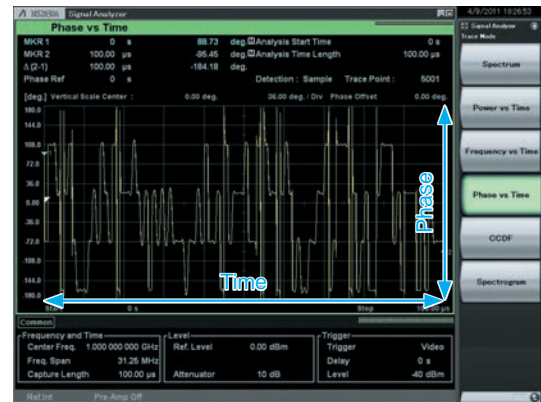 MS2850A Signal Analyzer 4/9/2011 19:26:53
Phase vs Time
MKR 1 0 s 88.73 deg. Analysis Start Time 0 s
MKR 2 100.00 µs -95.45 deg. Analysis Time Length 100.00 µs
Δ (2-1) 100.00 µs -184.18 deg.
Phase Ref 0 s Detection : Sample Trace Point : 5001
[deg.] Vertical Scale Center : 0.00 deg. 36.00 deg. / Div Phase Offset 0.00 deg.
180.0
144.0
108.0
72.0
36.0
0.00
-36.0
-72.0
-108.0
-144.0
-180.0
Phase
Time
Start 0 s Stop 100.00 µs
Common
Frequency and Time
Center Freq. 1.000 000 000 GHz
Freq. Span 31.25 MHz
Capture Length 100.00 µs
Level
Ref. Level 0.00 dBm
Attenuator 10 dB
Trigger
Trigger Video
Delay 0 s
Level -40 dBm
Ref.Int Pre-Amp Off
Signal Analyzer
Trace Mode
Spectrum
Power vs Time
Frequency vs Time
Phase vs Time
CCDF
Spectrogram